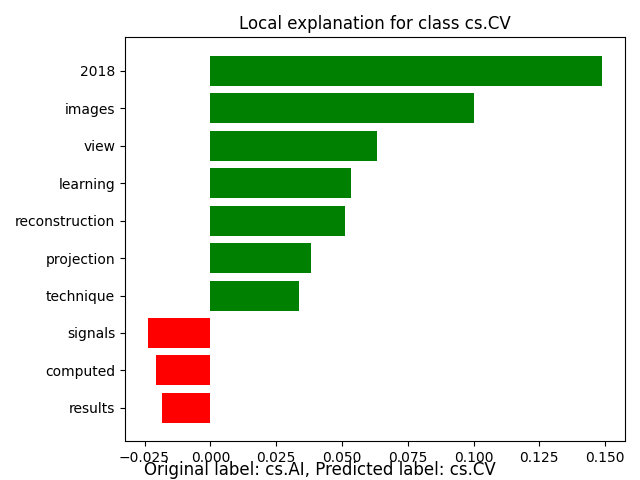 Local explanation for class cs.CV
2018
images
view
learning
reconstruction
projection
technique
signals
computed
results
−0.025 0.000 0.025 0.050 0.075 0.100 0.125 0.150
Original label: cs.AI, Predicted label: cs.CV